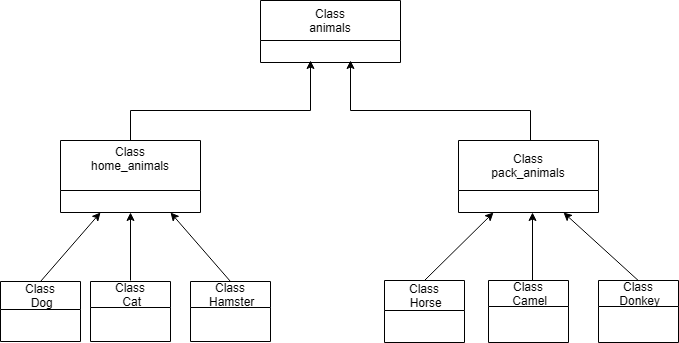 Class
animals
Class
home_animals
Class
pack_animals
Class
Dog
Class
Cat
Class
Hamster
Class
Horse
Class
Camel
Class
Donkey